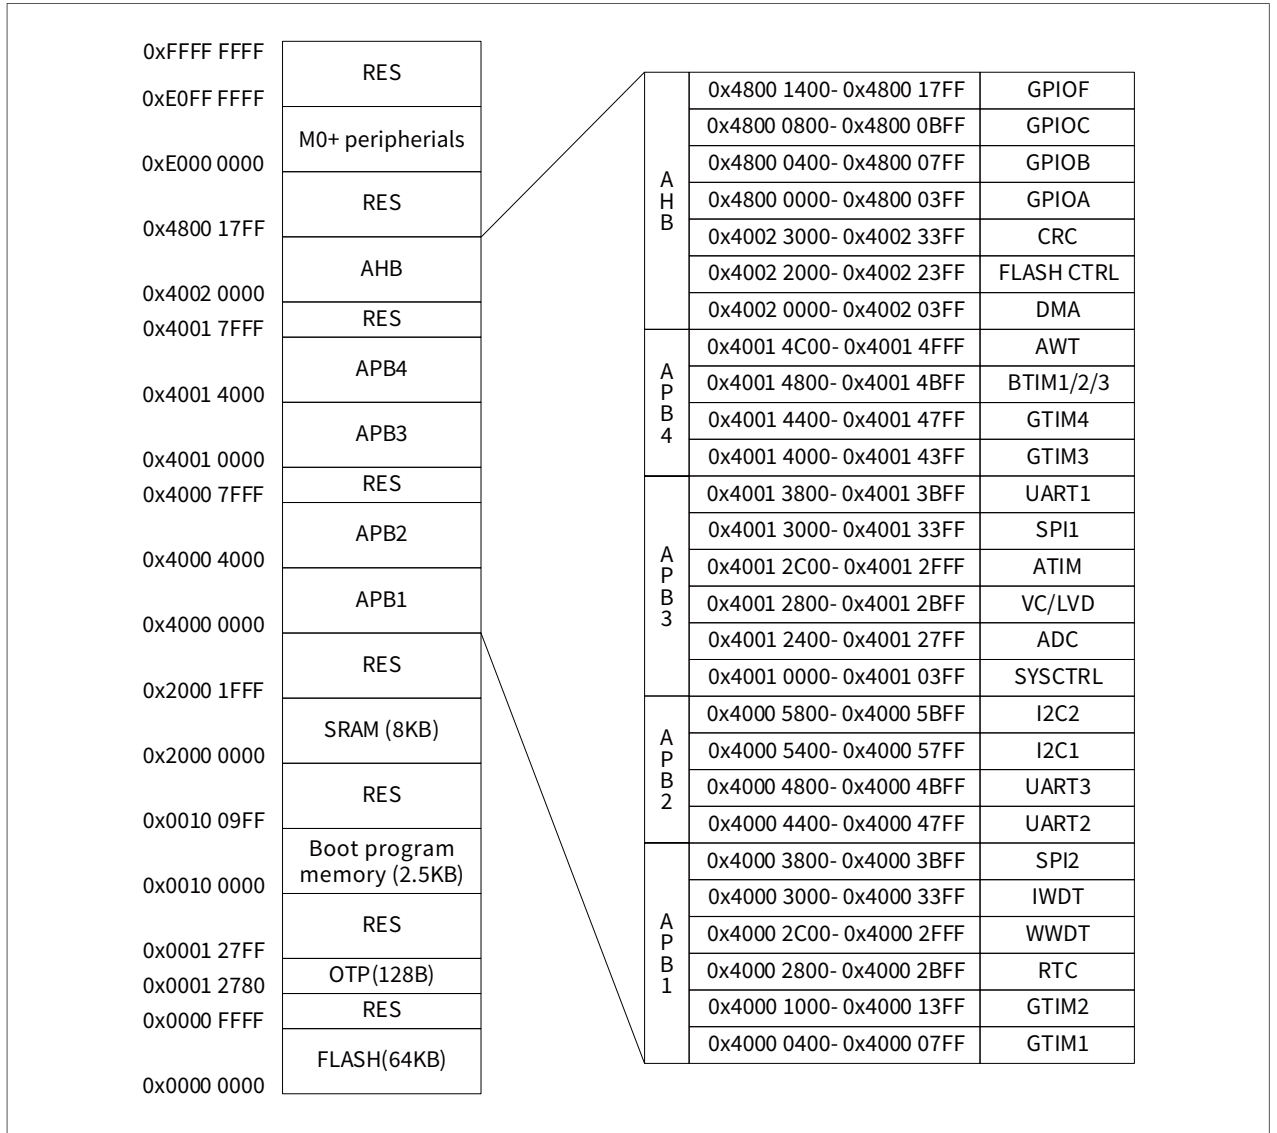 0xFFFF FFFF
RES
0xE0FF FFFF
M0+ peripherials
0xE000 0000
RES
0x4800 17FF
AHB
0x4002 0000
RES
0x4001 7FFF
APB4
0x4001 4000
APB3
0x4001 0000
RES
0x4000 7FFF
APB2
0x4000 4000
APB1
0x4000 0000
RES
0x2000 1FFF
SRAM (8KB)
0x2000 0000
RES
0x0010 09FF
Boot program
memory (2.5KB)
0x0010 0000
RES
0x0001 27FF
OTP(128B)
0x0001 2780
RES
0x0000 FFFF
FLASH(64KB)
0x0000 0000
AHB
0x4800 1400- 0x4800 17FF GPIOF
0x4800 0800- 0x4800 0BFF GPIOC
0x4800 0400- 0x4800 07FF GPIOB
0x4800 0000- 0x4800 03FF GPIOA
0x4002 3000- 0x4002 33FF CRC
0x4002 2000- 0x4002 23FF FLASH CTRL
0x4002 0000- 0x4002 03FF DMA
APB4
0x4001 4C00- 0x4001 4FFF AWT
0x4001 4800- 0x4001 4BFF BTIM1/2/3
0x4001 4400- 0x4001 47FF GTIM4
0x4001 4000- 0x4001 43FF GTIM3
APB3
0x4001 3800- 0x4001 3BFF UART1
0x4001 3000- 0x4001 33FF SPI1
0x4001 2C00- 0x4001 2FFF ATIM
0x4001 2800- 0x4001 2BFF VC/LVD
0x4001 2400- 0x4001 27FF ADC
0x4001 0000- 0x4001 03FF SYSCTRL
APB2
0x4000 5800- 0x4000 5BFF I2C2
0x4000 5400- 0x4000 57FF I2C1
0x4000 4800- 0x4000 4BFF UART3
0x4000 4400- 0x4000 47FF UART2
APB1
0x4000 3800- 0x4000 3BFF SPI2
0x4000 3000- 0x4000 33FF IWDT
0x4000 2C00- 0x4000 2FFF WWDT
0x4000 2800- 0x4000 2BFF RTC
0x4000 1000- 0x4000 13FF GTIM2
0x4000 0400- 0x4000 07FF GTIM1